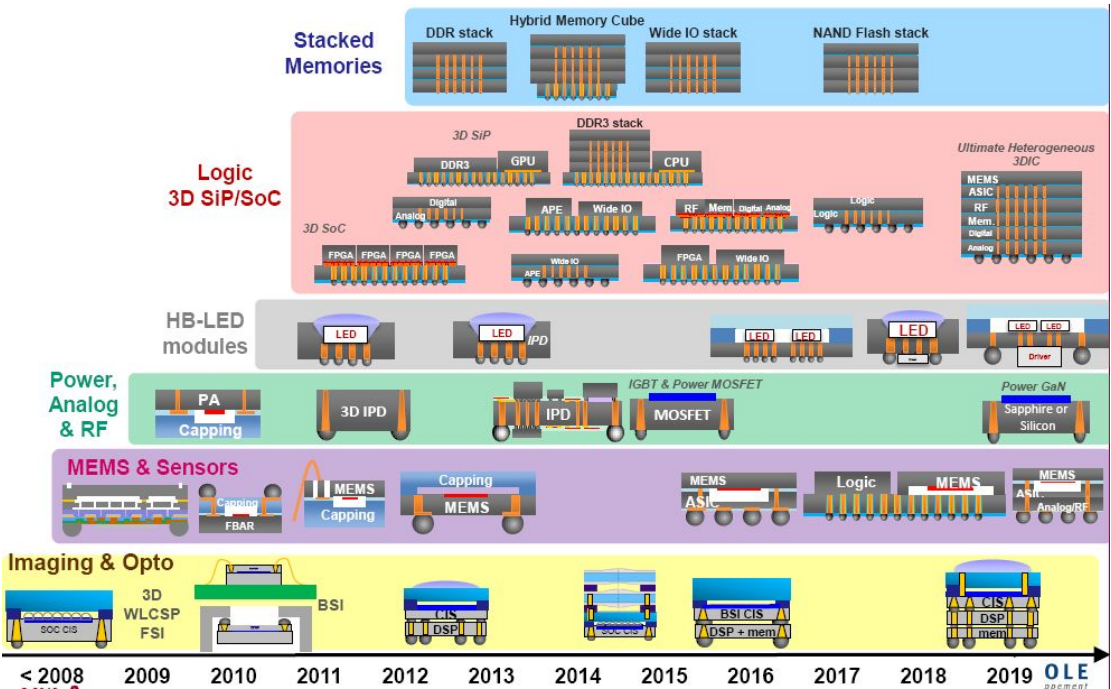 Stacked
Memories
DDR stack
Hybrid Memory Cube
Wide IO stack
NAND Flash stack
Logic
3D SiP/SoC
3D SiP
DDR3
GPU
DDR3 stack
CPU
Ultimate Heterogeneous
3DIC
MEMS
ASIC
RF
Mem.
Digital
Analog
Digital
Analog
APE
Wide IO
RF
Mem.
Digital
Analog
Logic
Logic
3D SoC
FPGA
FPGA
FPGA
FPGA
Wide IO
APE
FPGA
Wide IO
HB-LED
modules
LED
LED
IPD
LED
LED
LED
LED
LED
Driver
Power,
Analog
& RF
PA
Capping
3D IPD
IPD
IGBT & Power MOSFET
MOSFET
Power GaN
Sapphire or
Silicon
MEMS & Sensors
Capping
FBAR
MEMS
Capping
Capping
MEMS
MEMS
ASIC
Logic
MEMS
MEMS
ASIC
Analog/RF
Imaging & Opto
SOC CIS
3D
WLCSP
FSI
BSI
CIS
DSP
SOC CIS
BSI CIS
DSP + mem
CIS
DSP
mem
< 2008 2009 2010 2011 2012 2013 2014 2015 2016 2017 2018 2019
OLE